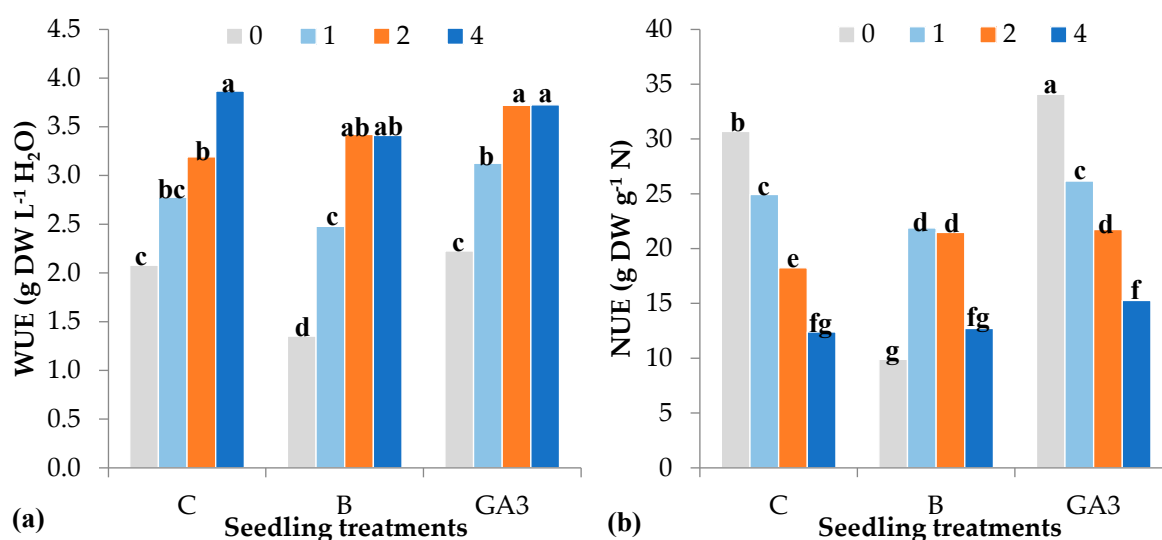 0 1 2 4
WUE (g DW L⁻¹ H₂O)
4.5
4.0
3.5
3.0
2.5
2.0
1.5
1.0
0.5
0.0
c bc b a
d c ab ab
c b a a
C B GA3
(a) Seedling treatments
0 1 2 4
NUE (g DW g⁻¹ N)
40
35
30
25
20
15
10
5
0
b c e fg
g d d fg
a c d f
C B GA3
(b) Seedling treatments